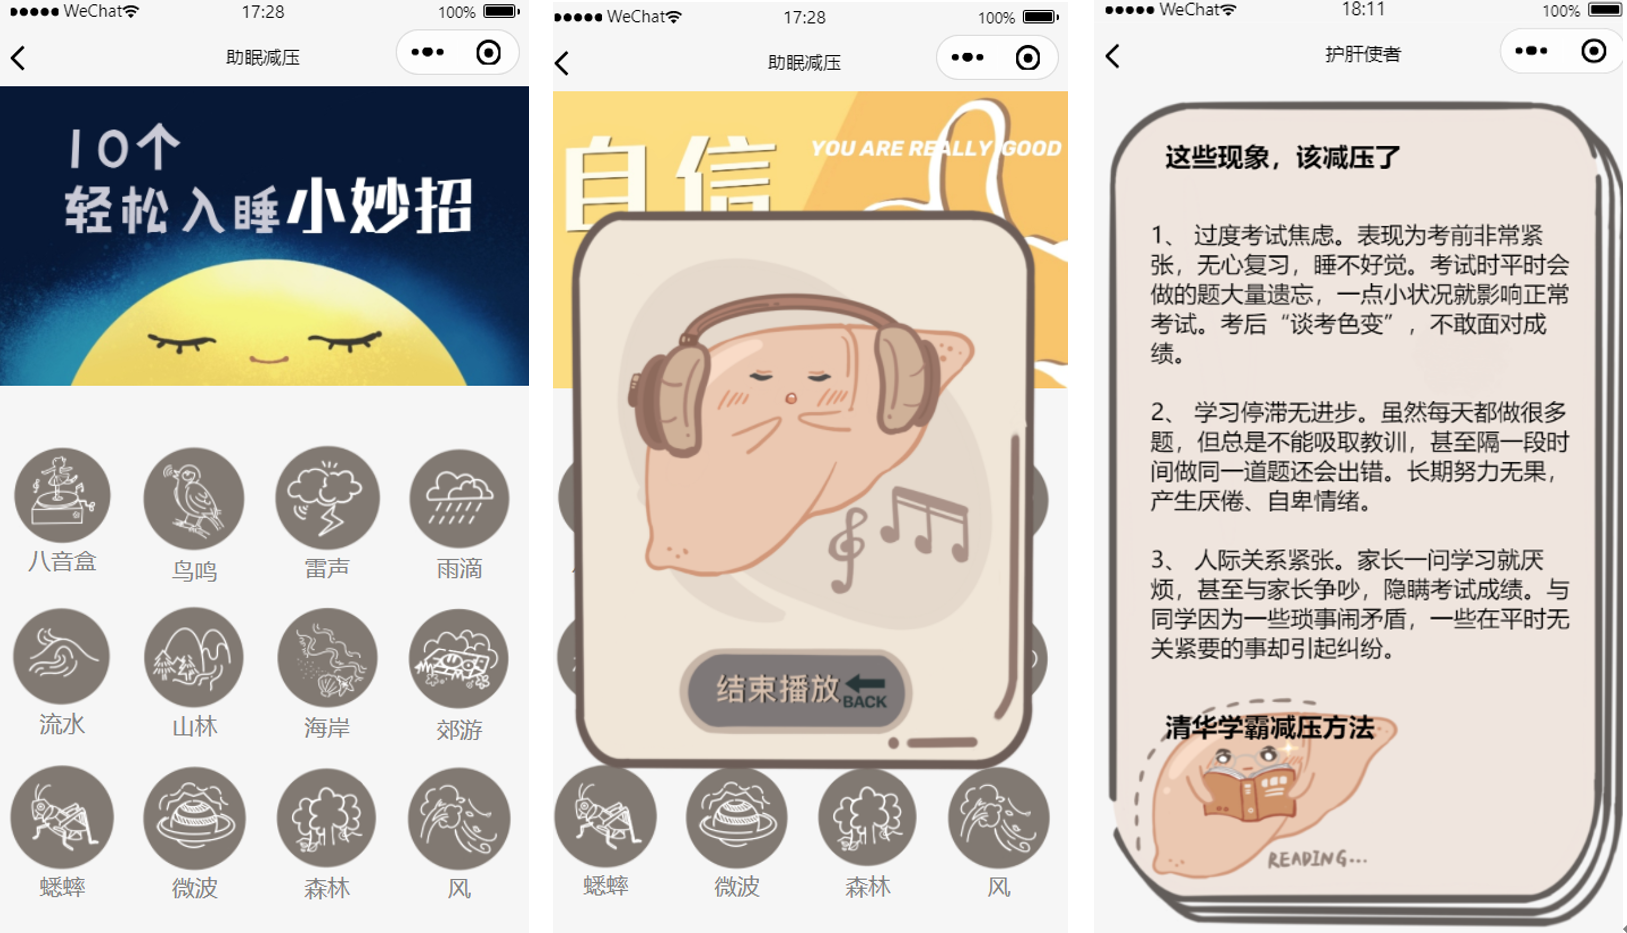 WeChat
17:28
100%
助眠减压
10个
轻松入睡小妙招
八音盒
鸟鸣
雷声
雨滴
流水
山林
海岸
郊游
蟋蟀
微波
森林
风
WeChat
17:28
100%
助眠减压
自信
YOU ARE REALLY GOOD
结束播放
BACK
蟋蟀
微波
森林
风
WeChat
18:11
100%
护肝使者
这些现象，该减压了
1、 过度考试焦虑。表现为考前非常紧
张，无心复习，睡不好觉。考试时平时会
做的题大量遗忘，一点小状况就影响正常
考试。考后“谈考色变”，不敢面对成
绩。
2、 学习停滞无进步。虽然每天都做很多
题，但总是不能吸取教训，甚至隔一段时
间做同一道题还会出错。长期努力无果，
产生厌倦、自卑情绪。
3、 人际关系紧张。家长一问学习就厌
烦，甚至与家长争吵，隐瞒考试成绩。与
同学因为一些琐事闹矛盾，一些在平时无
关紧要的事却引起纠纷。
清华学霸减压方法
READING...